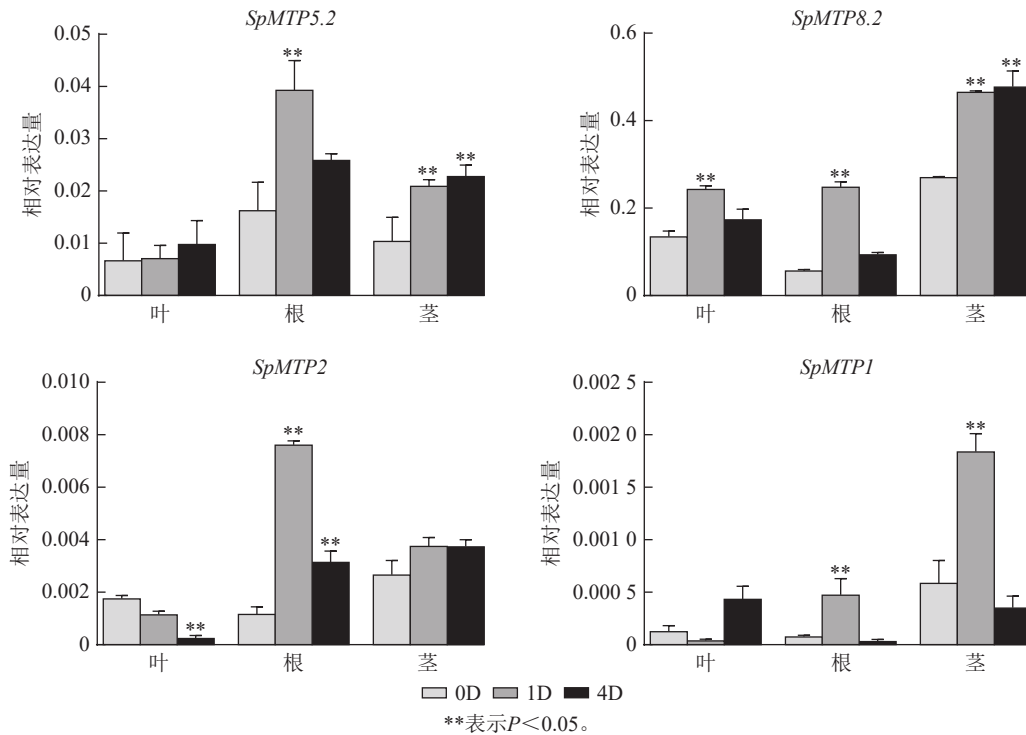 SpMTP5.2
0.05
0.04
0.03
0.02
0.01
0
相对表达量
**
**
**
叶
根
茎
SpMTP8.2
0.6
0.4
0.2
0
相对表达量
**
**
**
**
叶
根
茎
SpMTP2
0.010
0.008
0.006
0.004
0.002
0
相对表达量
**
**
**
叶
根
茎
SpMTP1
0.002 5
0.002 0
0.001 5
0.001 0
0.000 5
0
相对表达量
**
**
叶
根
茎
0D 1D 4D
**表示P<0.05。